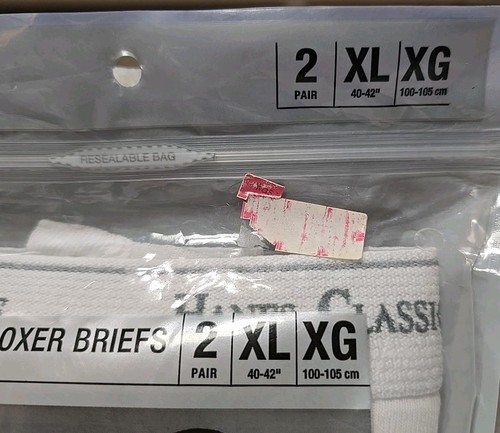 2 XL XG
PAIR 40-42" 100-105 cm
RESEALABLE BAG
HANES CLASSI
OXER BRIEFS 2 XL XG
PAIR 40-42" 100-105 cm